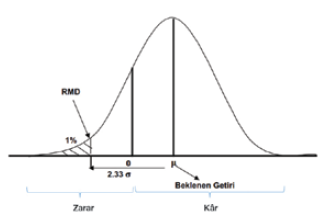 RMD
1%
0
μ
2.33 σ
Beklenen Getiri
Zarar
Kâr